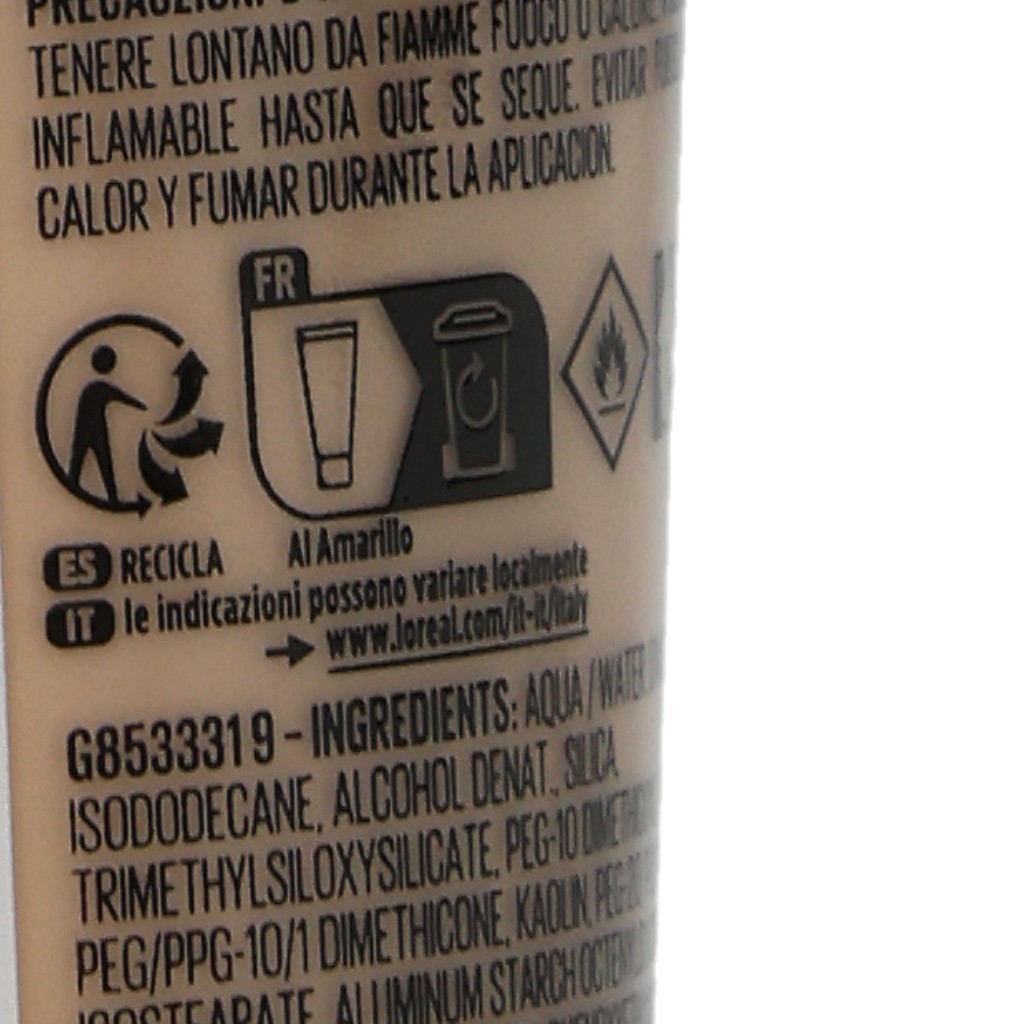 TENERE LONTANO DA FIAMME FUOCO O
INFLAMABLE HASTA QUE SE SEQUE. EVITAR
CALOR Y FUMAR DURANTE LA APLICACION.
FR
ES RECICLA Al Amarillo
IT le indicazioni possono variare localmente
www.loreal.com/it-it/italy
G8533319 - INGREDIENTS: AQUA / WATER
ISODODECANE, ALCOHOL DENAT., SILICA,
TRIMETHYLSILOXYSILICATE, PEG-10
PEG/PPG-10/1 DIMETHICONE, KAOLIN,
ALUMINUM STARCH